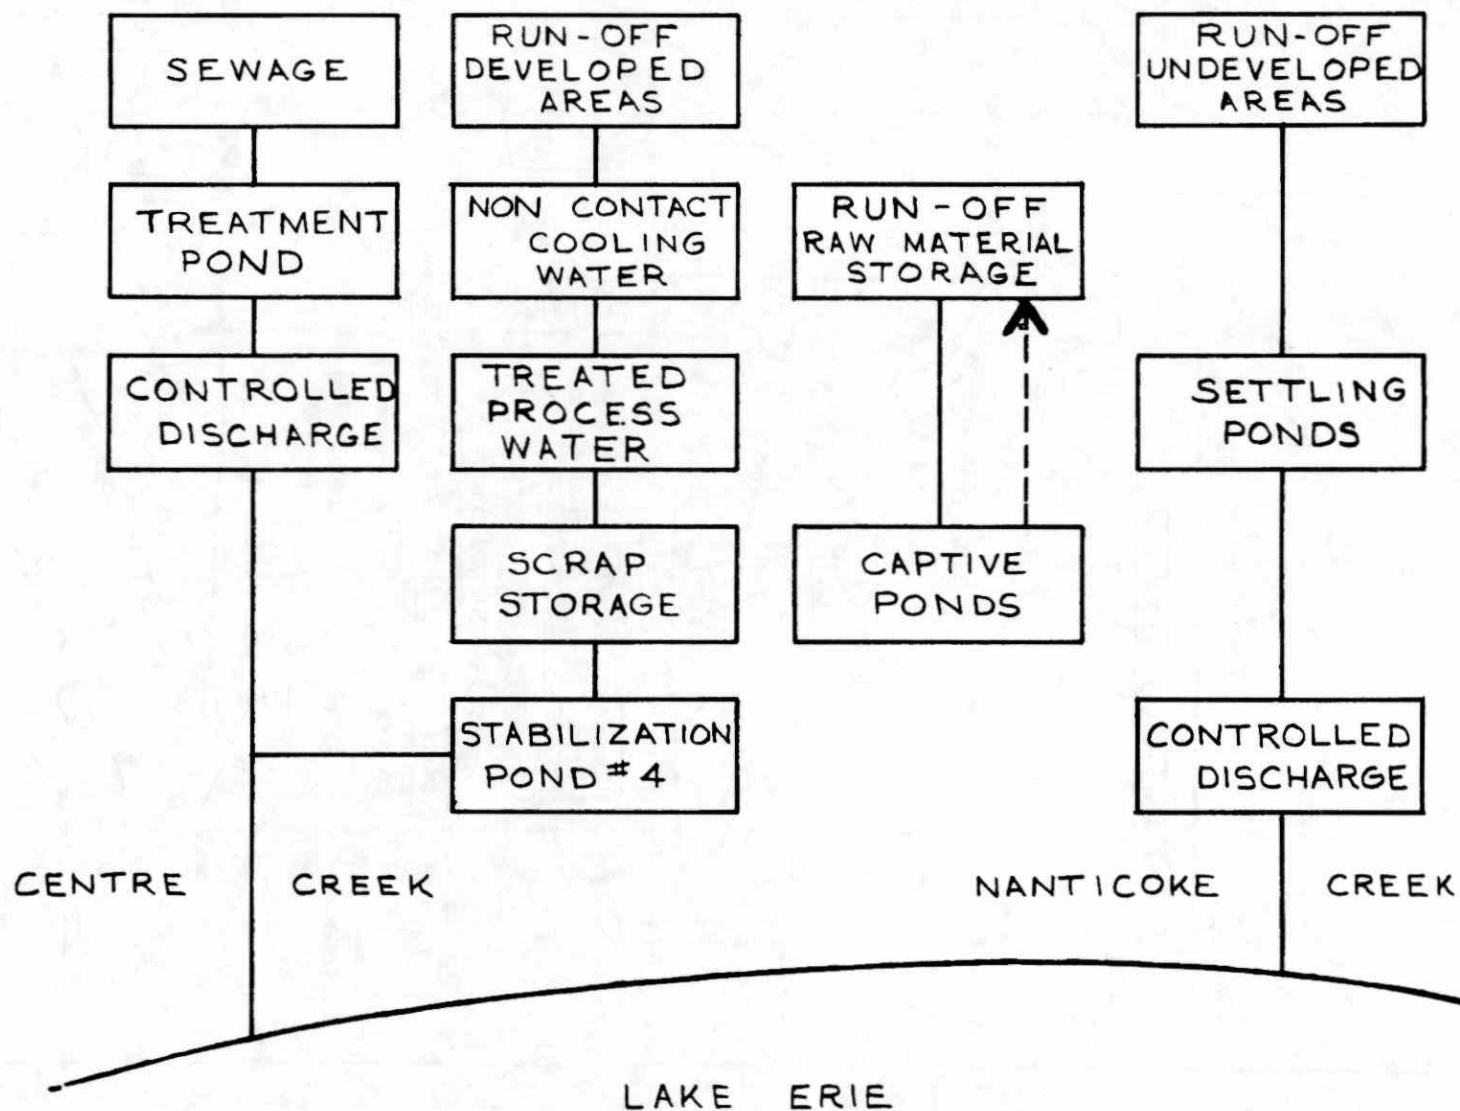 SEWAGE
TREATMENT
POND
CONTROLLED
DISCHARGE
RUN-OFF
DEVELOPED
AREAS
NON CONTACT
COOLING
WATER
TREATED
PROCESS
WATER
SCRAP
STORAGE
STABILIZATION
POND #4
RUN-OFF
RAW MATERIAL
STORAGE
CAPTIVE
PONDS
RUN-OFF
UNDEVELOPED
AREAS
SETTLING
PONDS
CONTROLLED
DISCHARGE
CENTRE CREEK
NANTICOKE CREEK
LAKE ERIE